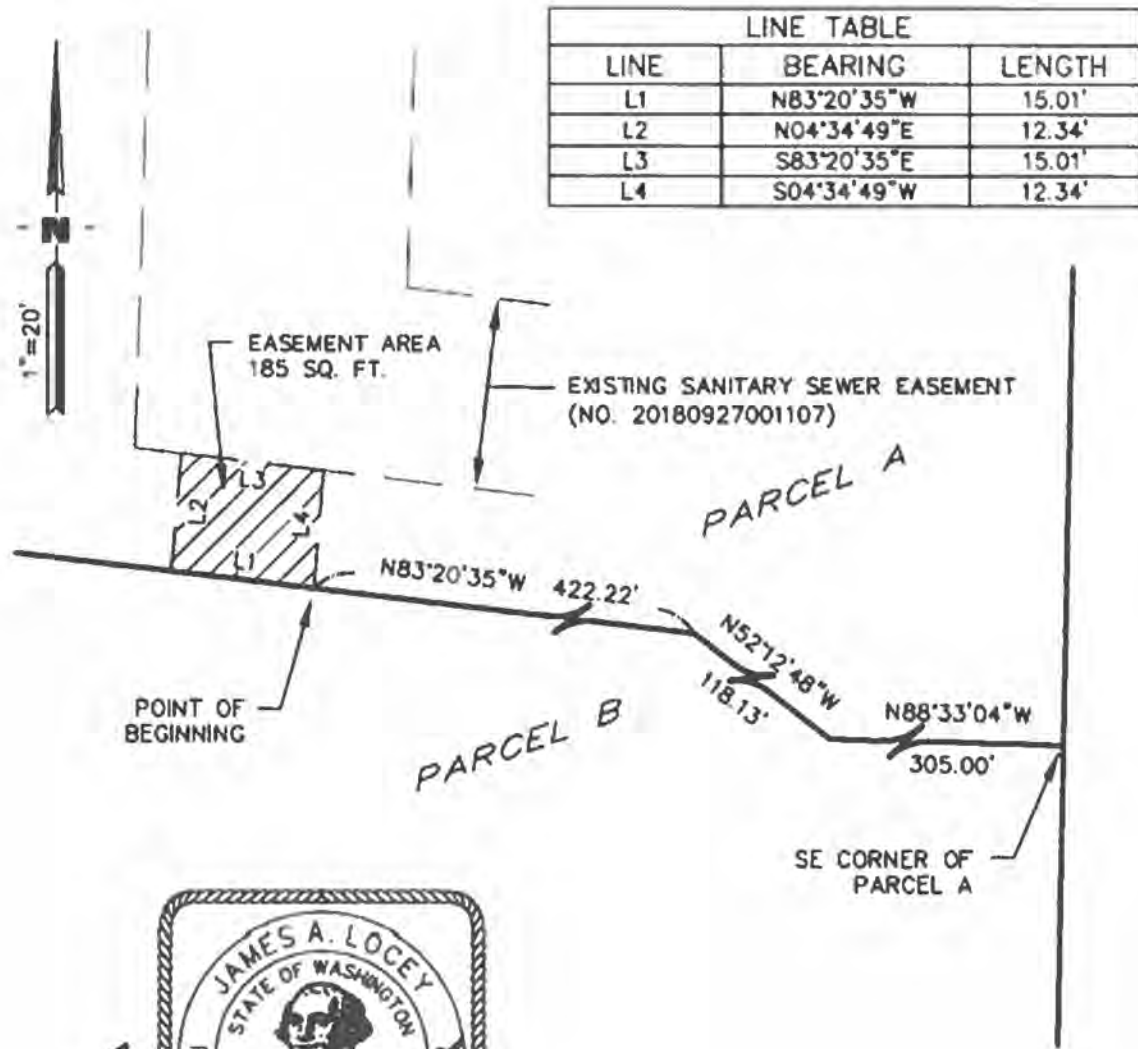 LINE TABLE
LINE BEARING LENGTH
L1 N83°20'35"W 15.01'
L2 N04°34'49"E 12.34'
L3 S83°20'35"E 15.01'
L4 S04°34'49"W 12.34'
N
1"=20'
EASEMENT AREA
185 SQ. FT.
EXISTING SANITARY SEWER EASEMENT
(NO. 20180927001107)
PARCEL A
L3
L2
L4
L1
N83°20'35"W 422.22'
N52°12'48"W
118.13'
N88°33'04"W
305.00'
POINT OF
BEGINNING
PARCEL B
SE CORNER OF
PARCEL A
JAMES A. LOCEY
STATE OF WASHINGTON